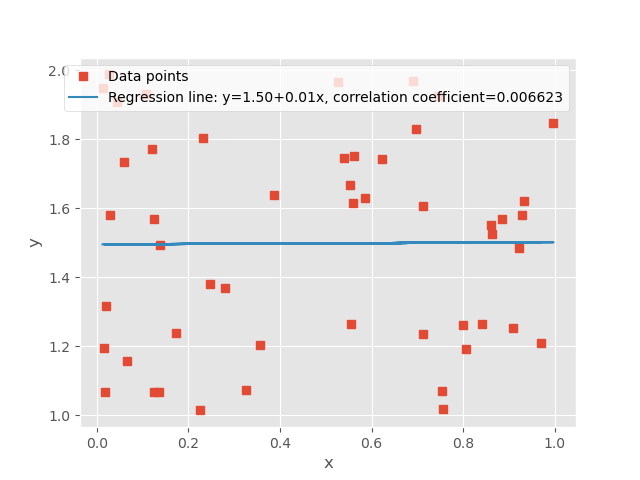 Data points
Regression line: y=1.50+0.01x, correlation coefficient=0.006623
2.0
1.8
1.6
1.4
1.2
1.0
y
0.0 0.2 0.4 0.6 0.8 1.0
x